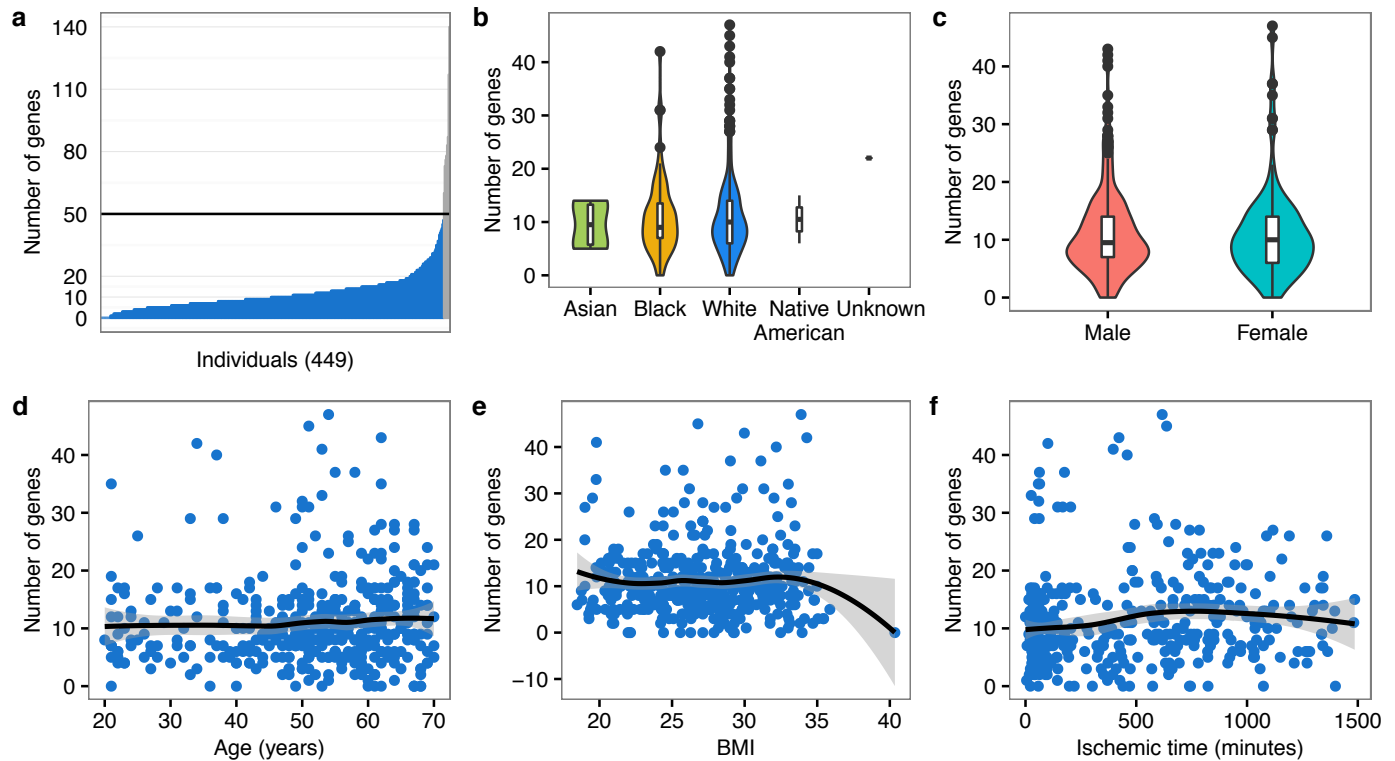 a
Number of genes
140
110
80
50
20
10
0
Individuals (449)
b
Number of genes
40
30
20
10
0
Asian Black White Native Unknown
American
c
Number of genes
40
30
20
10
0
Male Female
d
Number of genes
40
30
20
10
0
20 30 40 50 60 70
Age (years)
e
Number of genes
40
30
20
10
0
−10
20 25 30 35 40
BMI
f
Number of genes
40
30
20
10
0
0 500 1000 1500
Ischemic time (minutes)